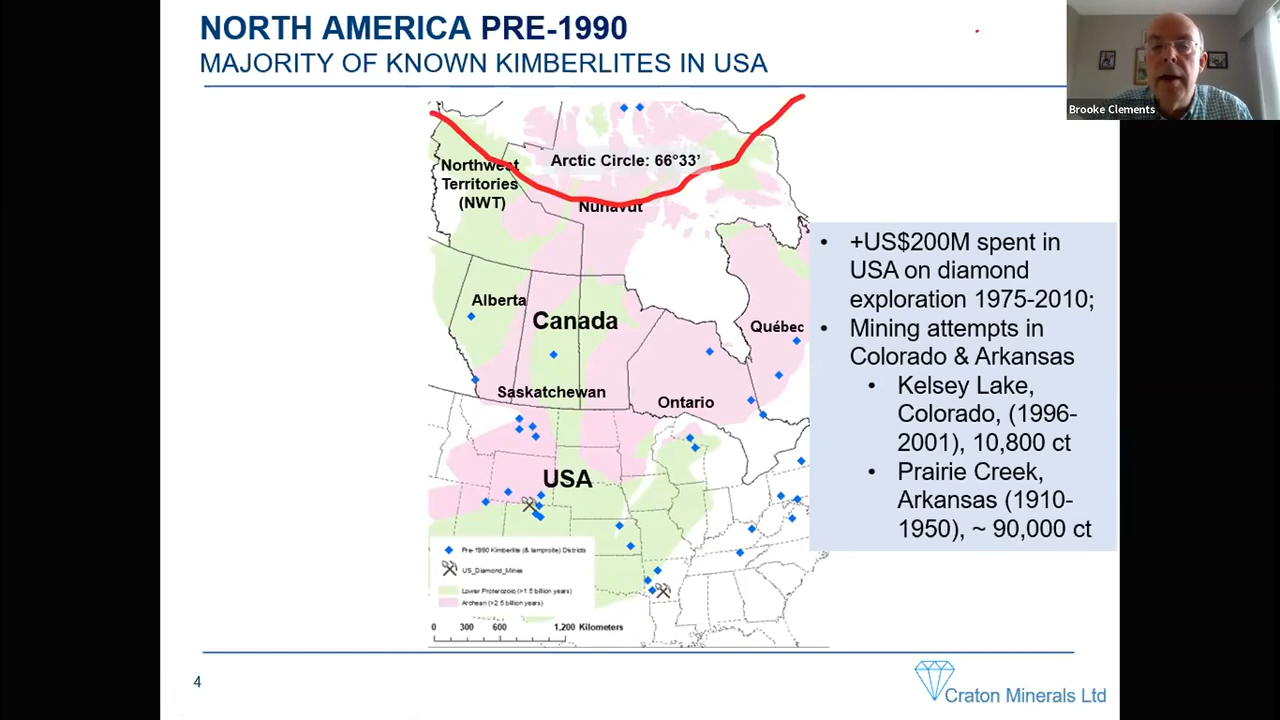 NORTH AMERICA PRE-1990
MAJORITY OF KNOWN KIMBERLITES IN USA
Brooke Clements
Arctic Circle: 66°33’
Northwest
Territories
(NWT)
Nunavut
Alberta
Canada
Québec
Saskatchewan
Ontario
USA
Pre-1990 Kimberlite (& lamproite) Districts
US_Diamond_Mines
Lower Proterozoic (>1.5 billion years)
Archean (>2.5 billion years)
0 300 600 1,200 Kilometers
• +US$200M spent in
USA on diamond
exploration 1975-2010;
• Mining attempts in
Colorado & Arkansas
• Kelsey Lake,
Colorado, (1996-
2001), 10,800 ct
• Prairie Creek,
Arkansas (1910-
1950), ~ 90,000 ct
4
Craton Minerals Ltd